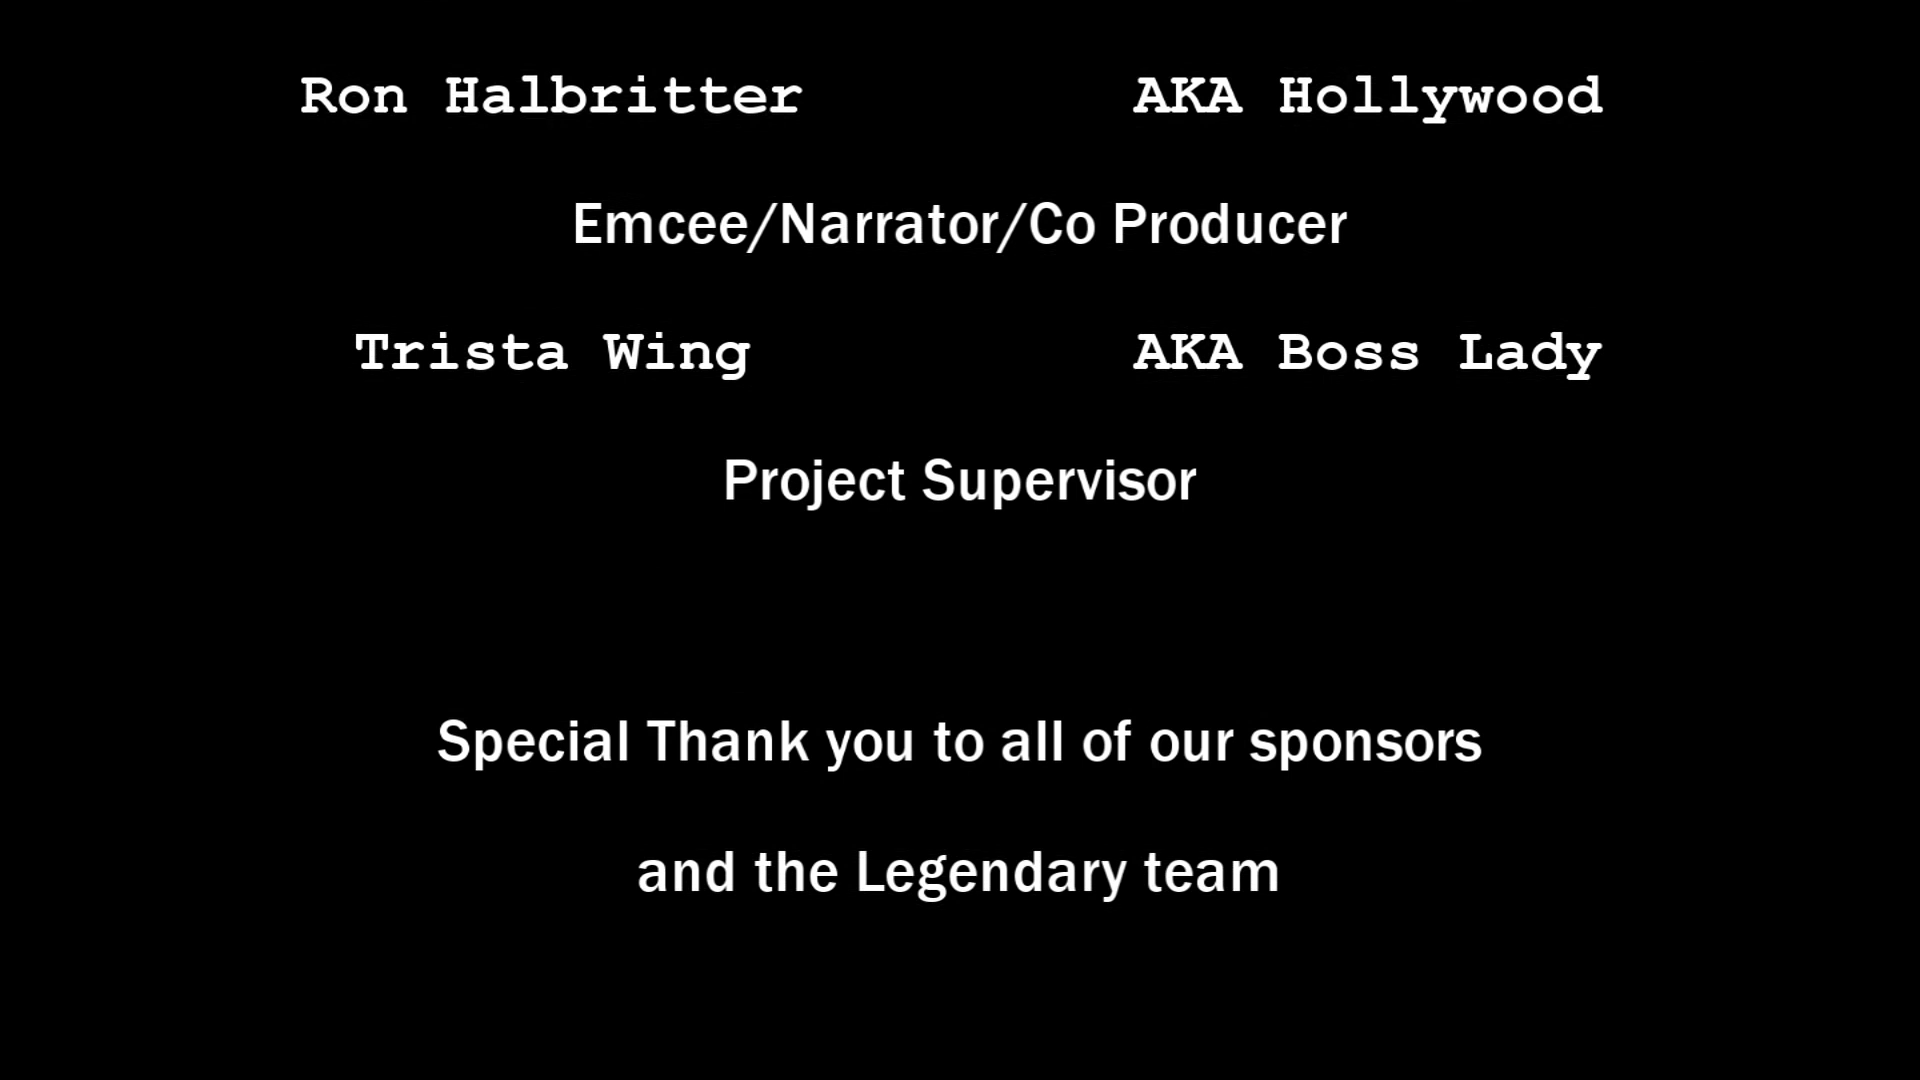 Ron Halbritter AKA Hollywood
Emcee/Narrator/Co Producer
Trista Wing AKA Boss Lady
Project Supervisor
Special Thank you to all of our sponsors
and the Legendary team